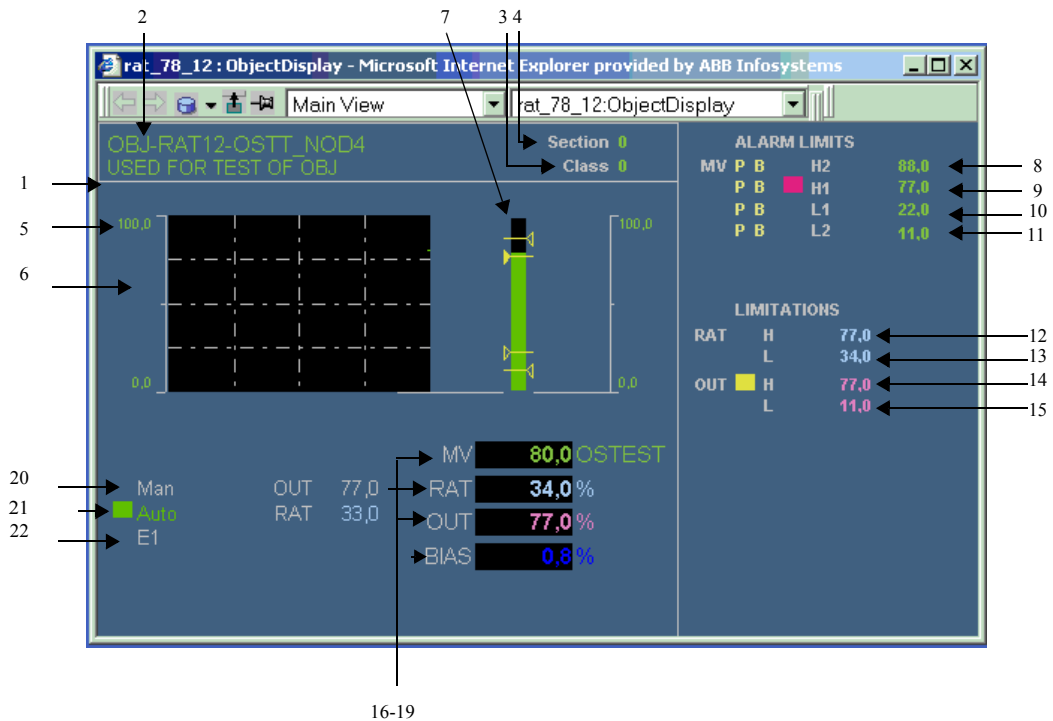 2 7 3 4
rat_78_12 : ObjectDisplay - Microsoft Internet Explorer provided by ABB Infosystems
Main View rat_78_12:ObjectDisplay
OBJ-RAT12-OSTT_NOD4
USED FOR TEST OF OBJ
Section 0
Class 0
ALARM LIMITS
MV P B H2 88,0 8
P B H1 77,0 9
P B L1 22,0 10
P B L2 11,0 11
1
5 100,0 100,0
6
0,0 0,0
LIMITATIONS
RAT H 77,0 12
L 34,0 13
OUT H 77,0 14
L 11,0 15
MV 80,0 OSTEST
RAT 34,0 %
OUT 77,0 %
BIAS 0,8 %
20 Man OUT 77,0
21 Auto RAT 33,0
22 E1
16-19